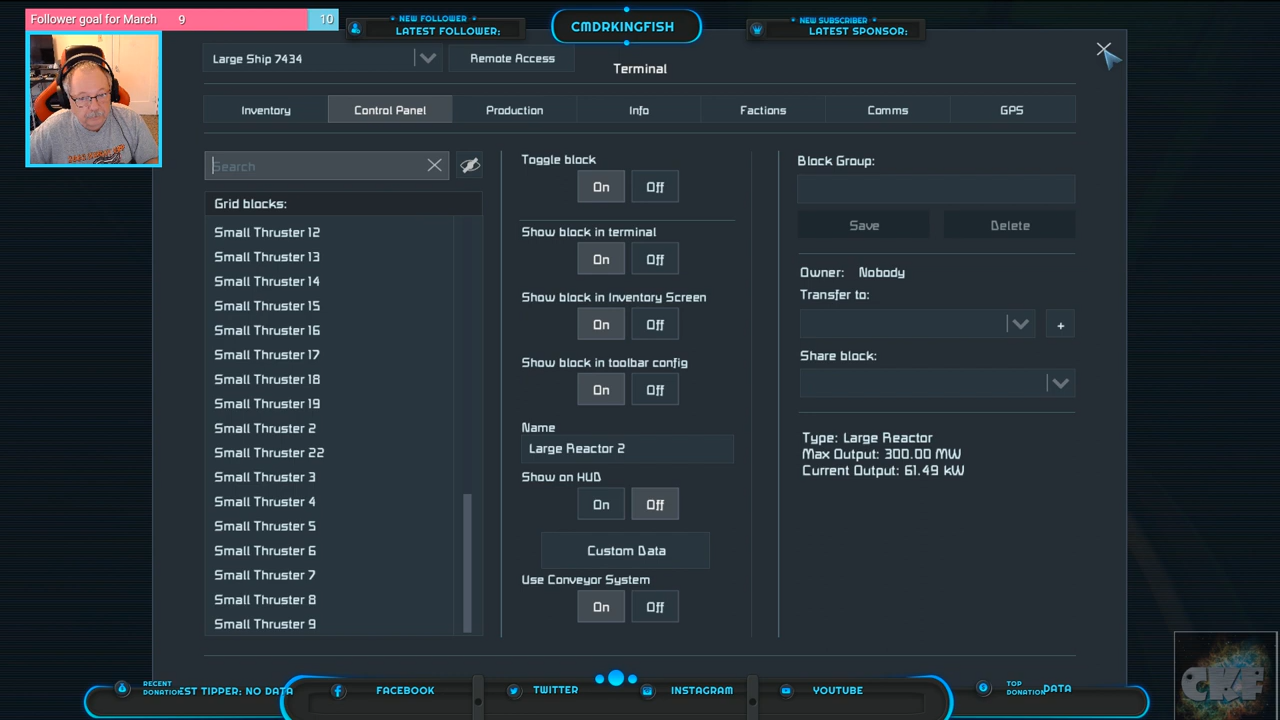 Follower goal for March 9 10
NEW FOLLOWER
LATEST FOLLOWER:
CMDRKINGFISH
NEW SUBSCRIBER
LATEST SPONSOR:
Large Ship 7434
Remote Access
Terminal
Inventory
Control Panel
Production
Info
Factions
Comms
GPS
Search
Grid blocks:
Small Thruster 12
Small Thruster 13
Small Thruster 14
Small Thruster 15
Small Thruster 16
Small Thruster 17
Small Thruster 18
Small Thruster 19
Small Thruster 2
Small Thruster 22
Small Thruster 3
Small Thruster 4
Small Thruster 5
Small Thruster 6
Small Thruster 7
Small Thruster 8
Small Thruster 9
Toggle block
On Off
Show block in terminal
On Off
Show block in Inventory Screen
On Off
Show block in toolbar config
On Off
Name
Large Reactor 2
Show on HUD
On Off
Custom Data
Use Conveyor System
On Off
Block Group:
Save Delete
Owner: Nobody
Transfer to:
+
Share block:
Type: Large Reactor
Max Output: 300.00 MW
Current Output: 61.49 kW
RECENT
DONATION
EST TIPPER: NO DATA
FACEBOOK
TWITTER
INSTAGRAM
YOUTUBE
TOP
DONATION
DATA
CKF